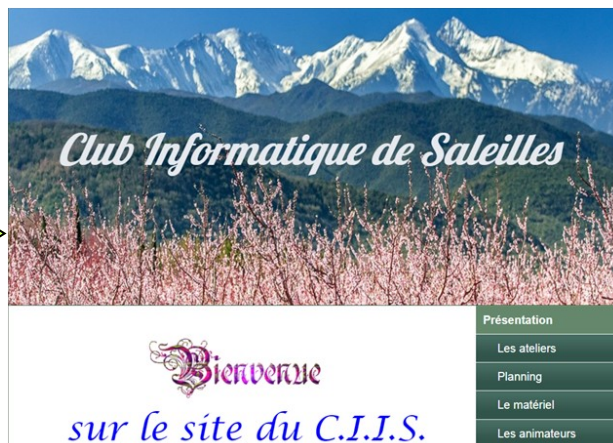 Club Informatique de Saleilles
Bienvenue
sur le site du C.I.I.S.
Présentation
Les ateliers
Planning
Le matériel
Les animateurs